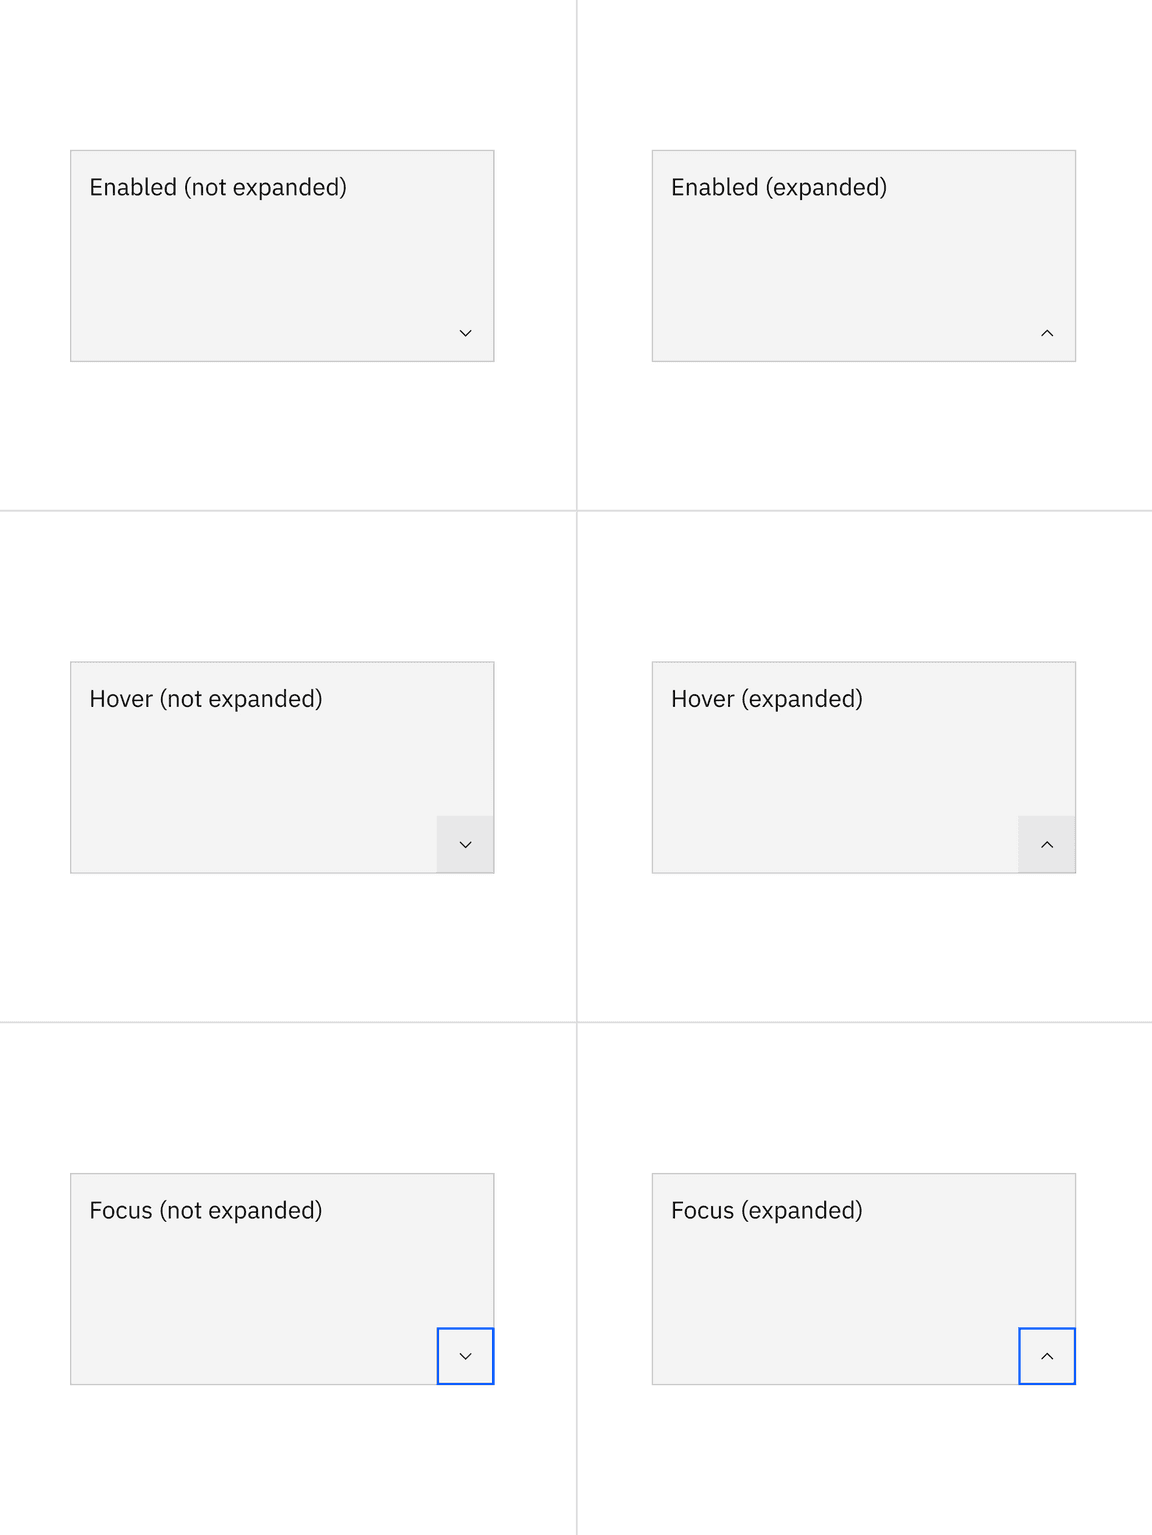 Enabled (not expanded)
Enabled (expanded)
Hover (not expanded)
Hover (expanded)
Focus (not expanded)
Focus (expanded)